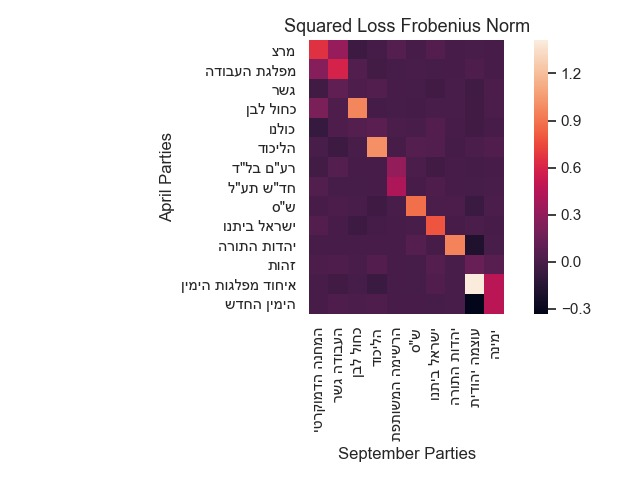 Squared Loss Frobenius Norm
April Parties
מרצ
מפלגת העבודה
גשר
כחול לבן
כולנו
הליכוד
רע"ם בל"ד
חד"ש תע"ל
ש"ס
ישראל ביתנו
יהדות התורה
זהות
איחוד מפלגות הימין
הימין החדש
המחנה הדמוקרטי
העבודה גשר
כחול לבן
הליכוד
הרשימה המשותפת
ש"ס
ישראל ביתנו
יהדות התורה
עוצמה יהודית
ימינה
September Parties
1.2
0.9
0.6
0.3
0.0
−0.3